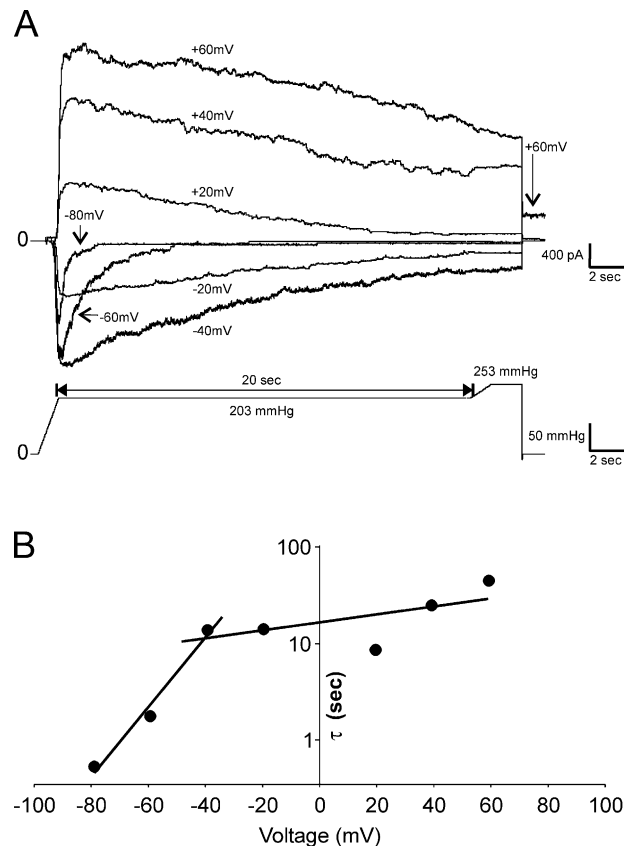 A
+60mV
+40mV
+60mV
+20mV
-80mV
0
400 pA
2 sec
-20mV
-60mV
-40mV
253 mmHg
20 sec
203 mmHg
50 mmHg
0
2 sec
B
100
10
1
τ (sec)
-100 -80 -60 -40 -20 0 20 40 60 80 100
Voltage (mV)